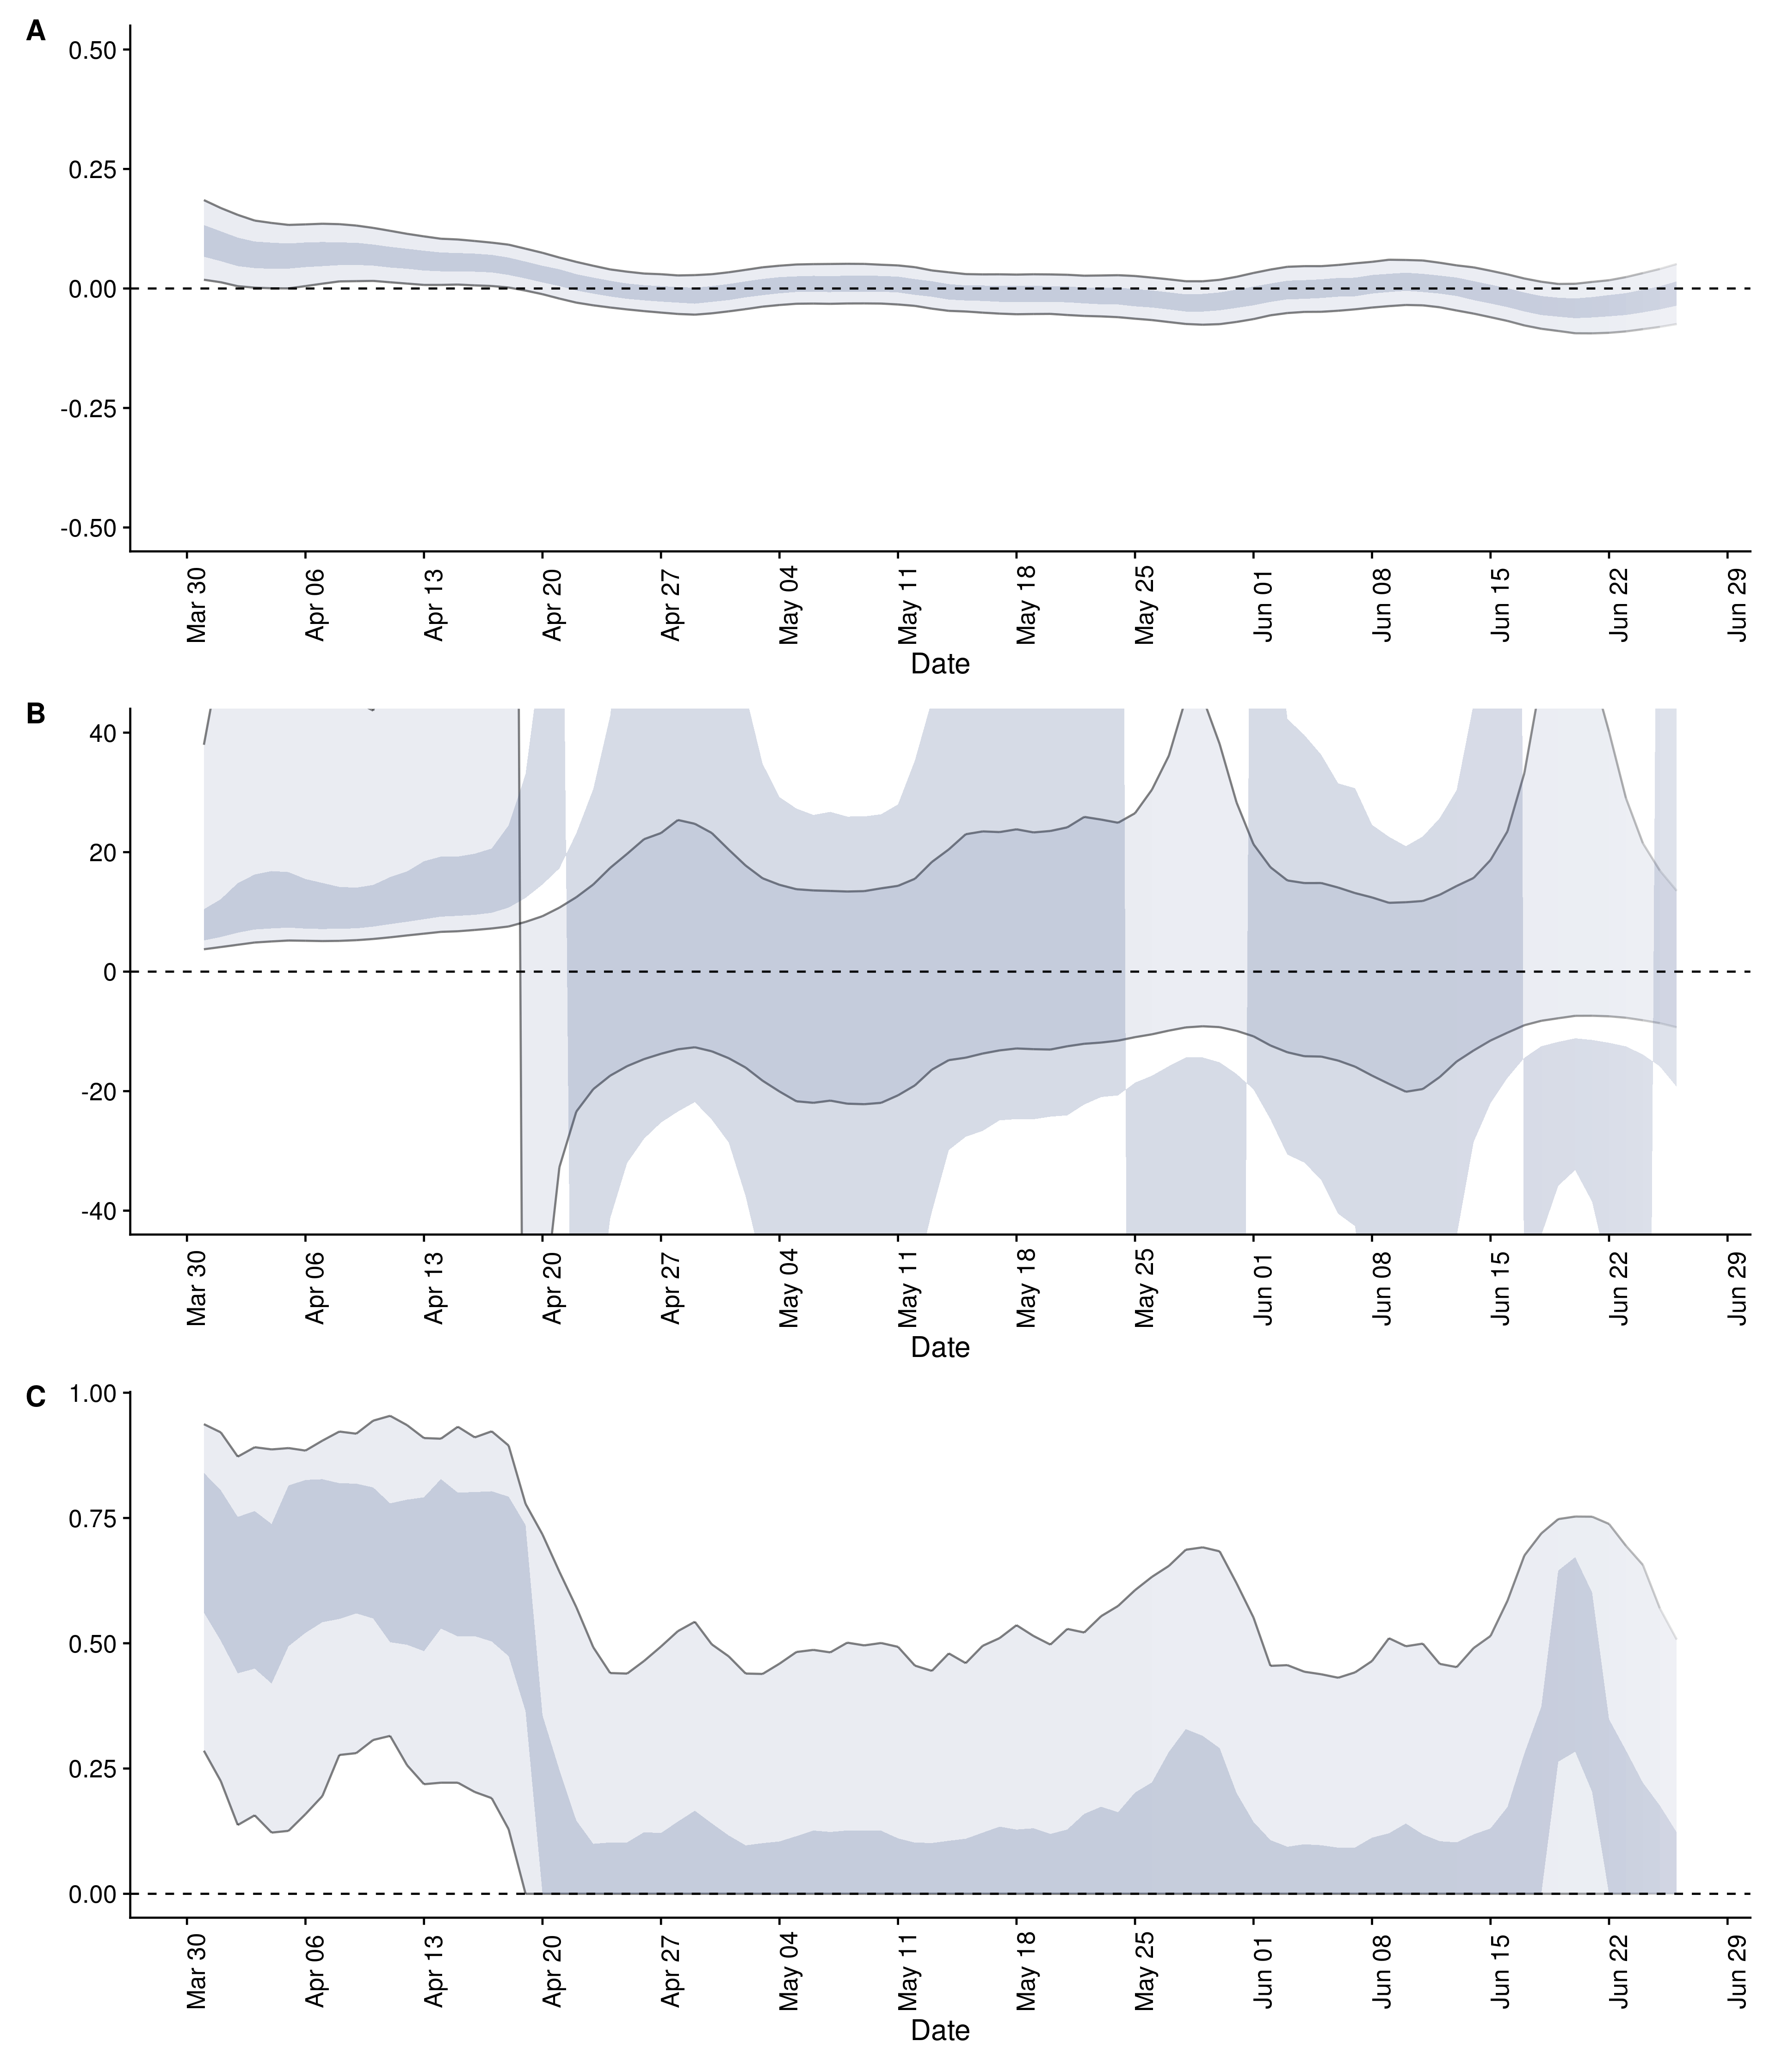 A
0.50
0.25
0.00
-0.25
-0.50
Mar 30
Apr 06
Apr 13
Apr 20
Apr 27
May 04
May 11
May 18
May 25
Jun 01
Jun 08
Jun 15
Jun 22
Jun 29
Date
B
40
20
0
-20
-40
Mar 30
Apr 06
Apr 13
Apr 20
Apr 27
May 04
May 11
May 18
May 25
Jun 01
Jun 08
Jun 15
Jun 22
Jun 29
Date
C
1.00
0.75
0.50
0.25
0.00
Mar 30
Apr 06
Apr 13
Apr 20
Apr 27
May 04
May 11
May 18
May 25
Jun 01
Jun 08
Jun 15
Jun 22
Jun 29
Date